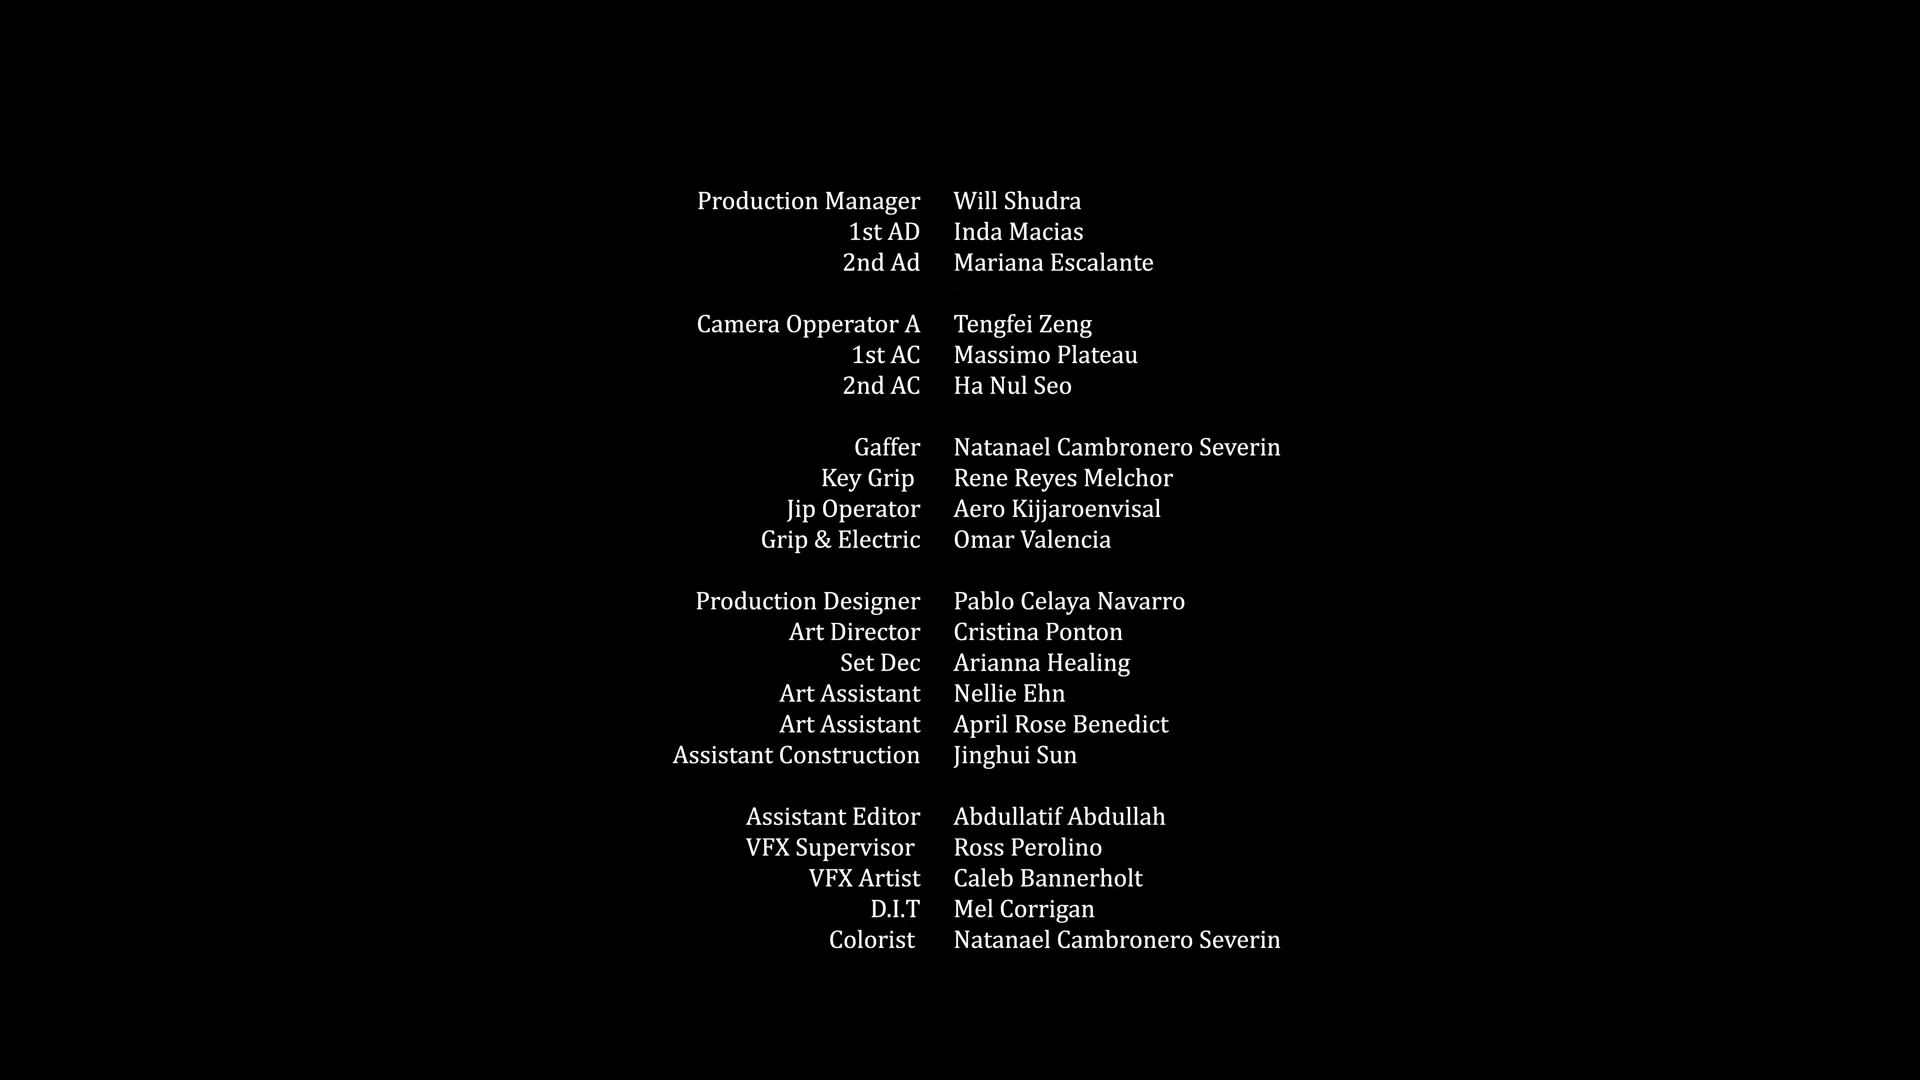 Production Manager Will Shudra
1st AD Inda Macias
2nd Ad Mariana Escalante
Camera Opperator A Tengfei Zeng
1st AC Massimo Plateau
2nd AC Ha Nul Seo
Gaffer Natanael Cambronero Severin
Key Grip Rene Reyes Melchor
Jip Operator Aero Kijjaroenvisal
Grip & Electric Omar Valencia
Production Designer Pablo Celaya Navarro
Art Director Cristina Ponton
Set Dec Arianna Healing
Art Assistant Nellie Ehn
Art Assistant April Rose Benedict
Assistant Construction Jinghui Sun
Assistant Editor Abdullatif Abdullah
VFX Supervisor Ross Perolino
VFX Artist Caleb Bannerholt
D.I.T Mel Corrigan
Colorist Natanael Cambronero Severin